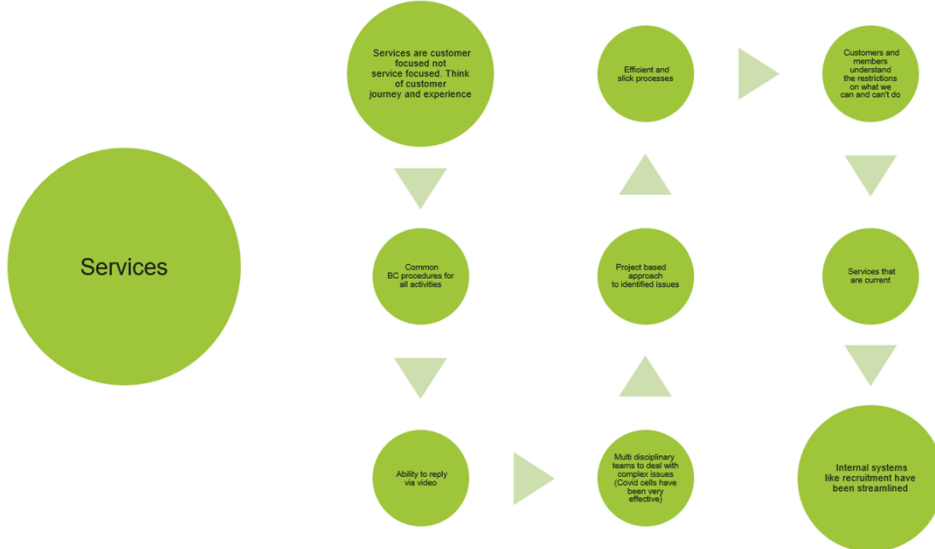 Services
Services are customer
focused not
service focused. Think
of customer
journey and experience
Common
BC procedures for
all activities
Ability to reply
via video
Multi disciplinary
teams to deal with
complex issues
(Covid cells have
been very
effective)
Project based
approach
to identified issues
Efficient and
slick processes
Customers and
members
understand
the restrictions
on what we
can and can't do
Services that
are current
Internal systems
like recruitment have
been streamlined